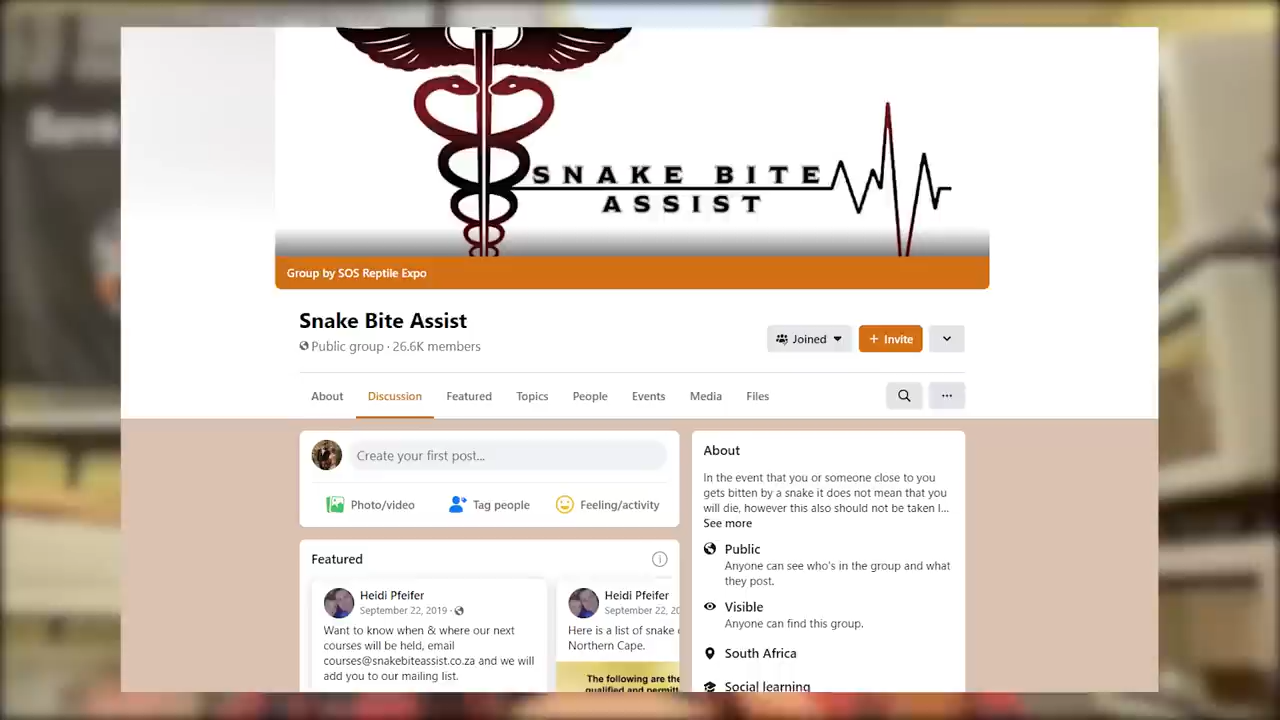 SNAKE BITE
ASSIST
Group by SOS Reptile Expo
Snake Bite Assist
Public group · 26.6K members
Joined
+ Invite
About
Discussion
Featured
Topics
People
Events
Media
Files
Create your first post...
Photo/video
Tag people
Feeling/activity
Featured
Heidi Pfeifer
September 22, 2019 ·
Want to know when & where our next
courses will be held, email
courses@snakebiteassist.co.za and we will
add you to our mailing list.
Heidi Pfeifer
September 22, 20
Here is a list of snake
Northern Cape.
The following are the
qualified and permitt
About
In the event that you or someone close to you
gets bitten by a snake it does not mean that you
will die, however this also should not be taken l...
See more
Public
Anyone can see who's in the group and what
they post.
Visible
Anyone can find this group.
South Africa
Social learning